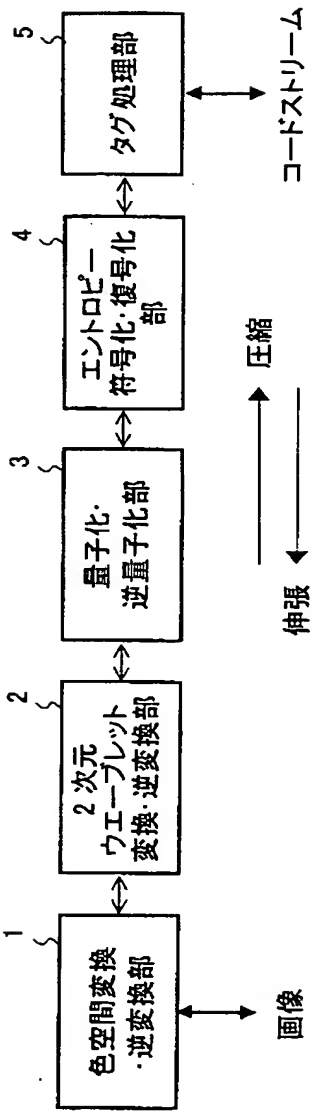 1
色空間変換
・逆変換部
画像
2
2次元
ウエーブレット
変換・逆変換部
3
量子化・
逆量子化部
4
エントロピー
符号化・復号化
部
5
タグ処理部
コードストリーム
圧縮
伸張